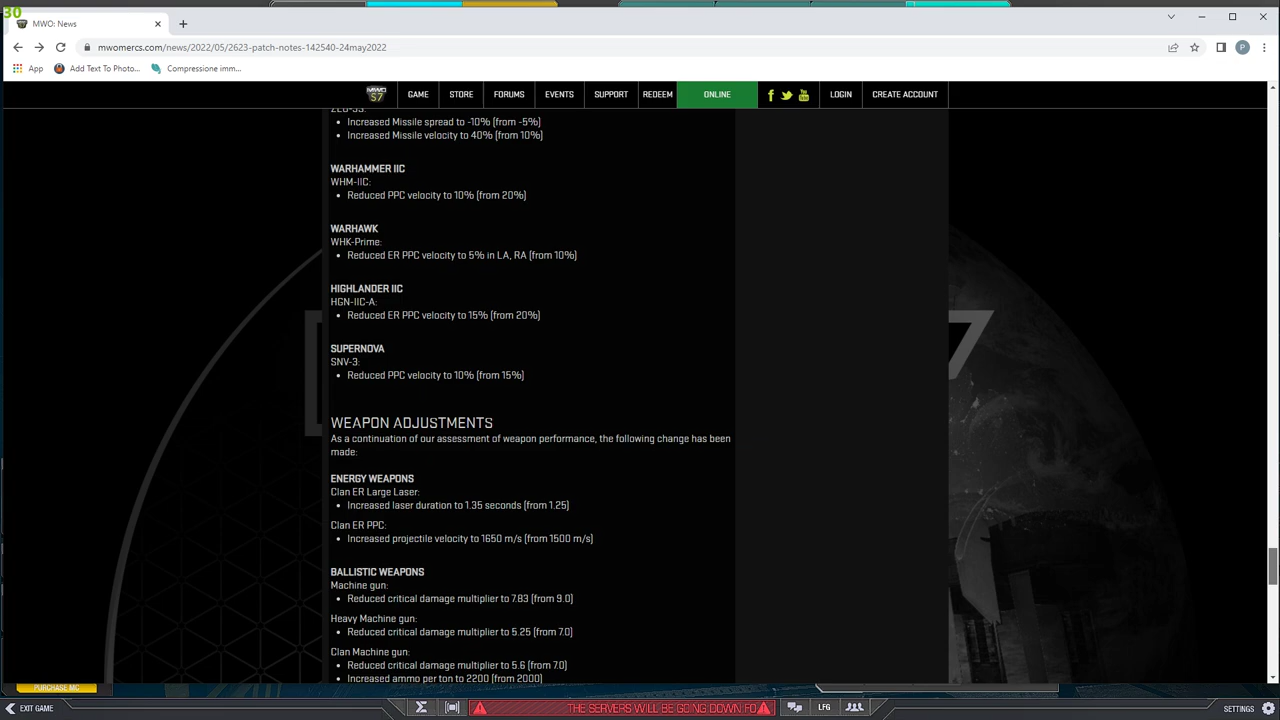 30
MWO: News
mwomercs.com/news/2022/05/2623-patch-notes-142540-24may2022
P
App
Add Text To Photo...
Compressione imm...
MWO S7
GAME
STORE
FORUMS
EVENTS
SUPPORT
REDEEM
ONLINE
LOGIN
CREATE ACCOUNT
• Increased Missile spread to -10% (from -5%)
• Increased Missile velocity to 40% (from 10%)
WARHAMMER IIC
WHM-IIC:
• Reduced PPC velocity to 10% (from 20%)
WARHAWK
WHK-Prime:
• Reduced ER PPC velocity to 5% in LA, RA (from 10%)
HIGHLANDER IIC
HGN-IIC-A:
• Reduced ER PPC velocity to 15% (from 20%)
SUPERNOVA
SNV-3:
• Reduced PPC velocity to 10% (from 15%)
WEAPON ADJUSTMENTS
As a continuation of our assessment of weapon performance, the following change has been
made:
ENERGY WEAPONS
Clan ER Large Laser:
• Increased laser duration to 1.35 seconds (from 1.25)
Clan ER PPC:
• Increased projectile velocity to 1650 m/s (from 1500 m/s)
BALLISTIC WEAPONS
Machine gun:
• Reduced critical damage multiplier to 7.83 (from 9.0)
Heavy Machine gun:
• Reduced critical damage multiplier to 5.25 (from 7.0)
Clan Machine gun:
• Reduced critical damage multiplier to 5.6 (from 7.0)
• Increased ammo per ton to 2200 (from 2000)
PURCHASE MC
EXIT GAME
THE SERVERS WILL BE GOING DOWN FO
LFG
SETTINGS